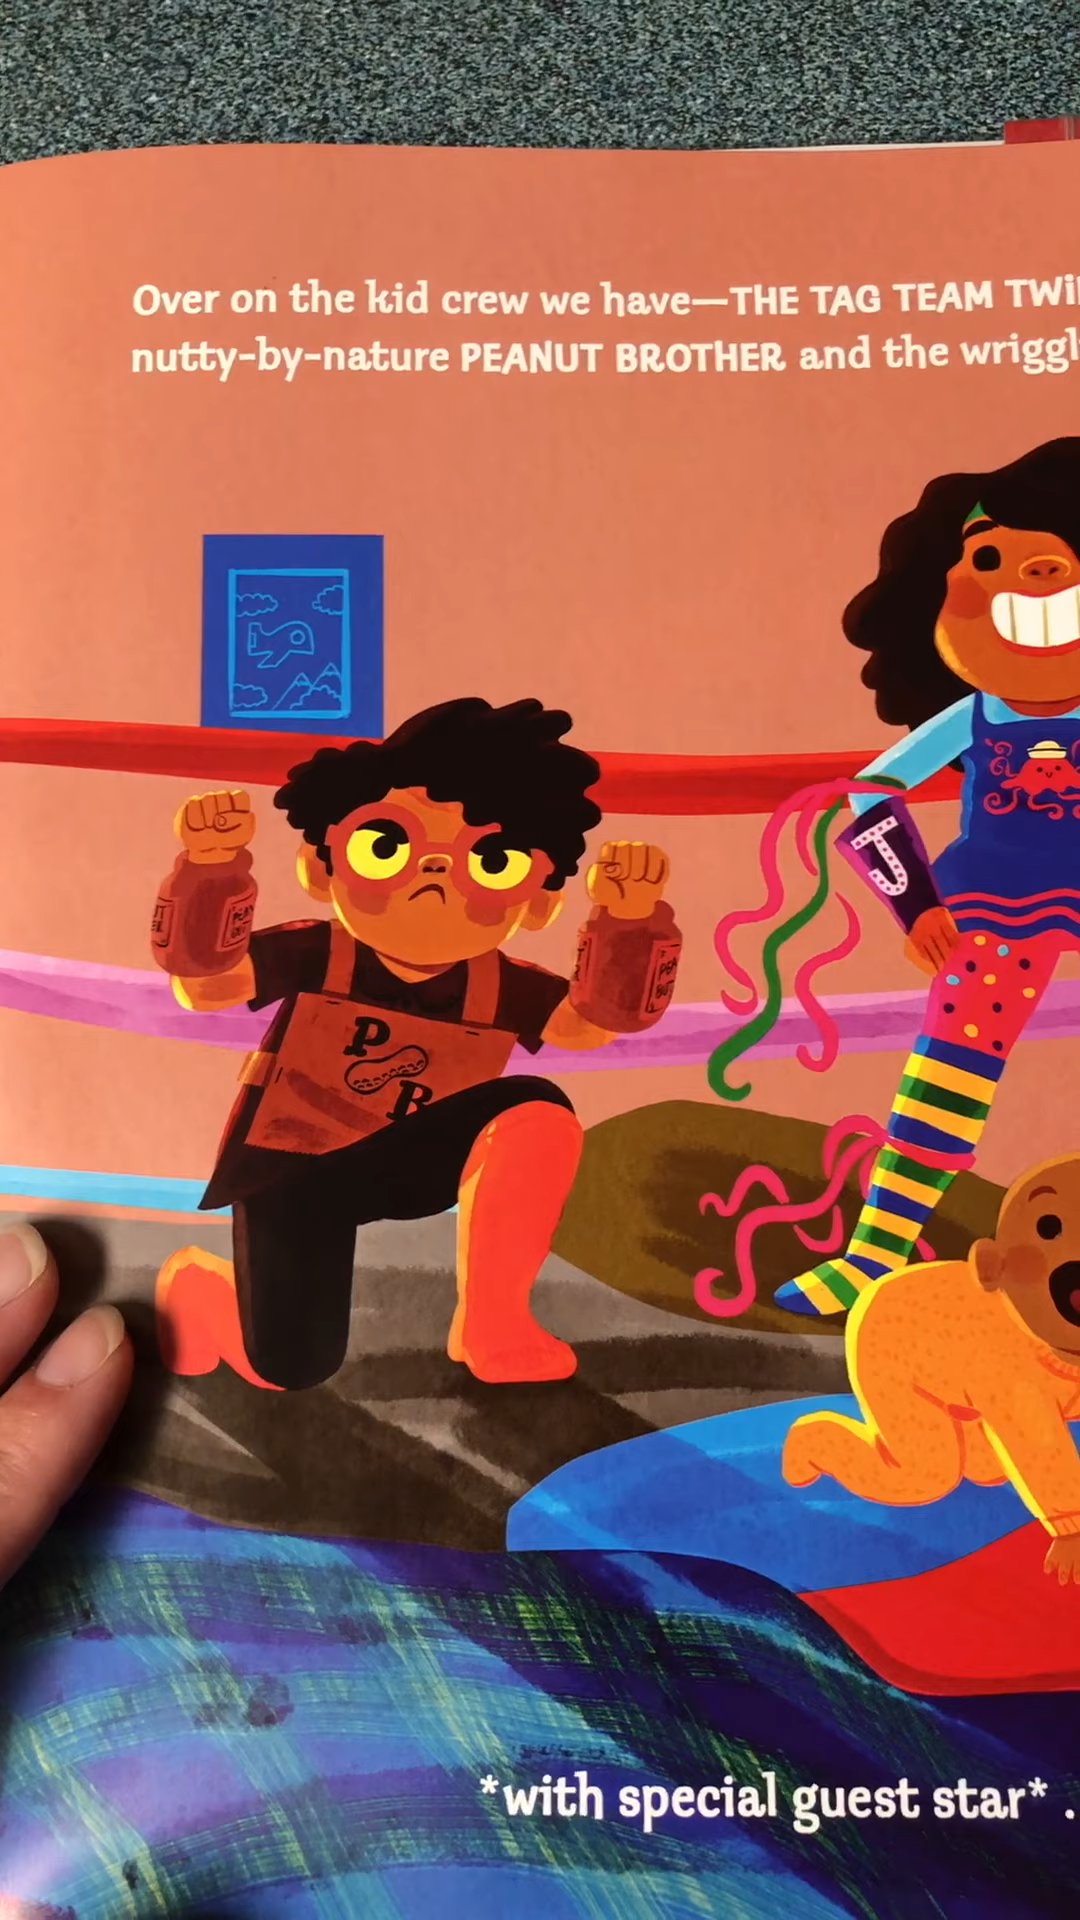 Over on the kid crew we have—THE TAG TEAM
nutty-by-nature PEANUT BROTHER and the
J
P
B
*with special guest star* .